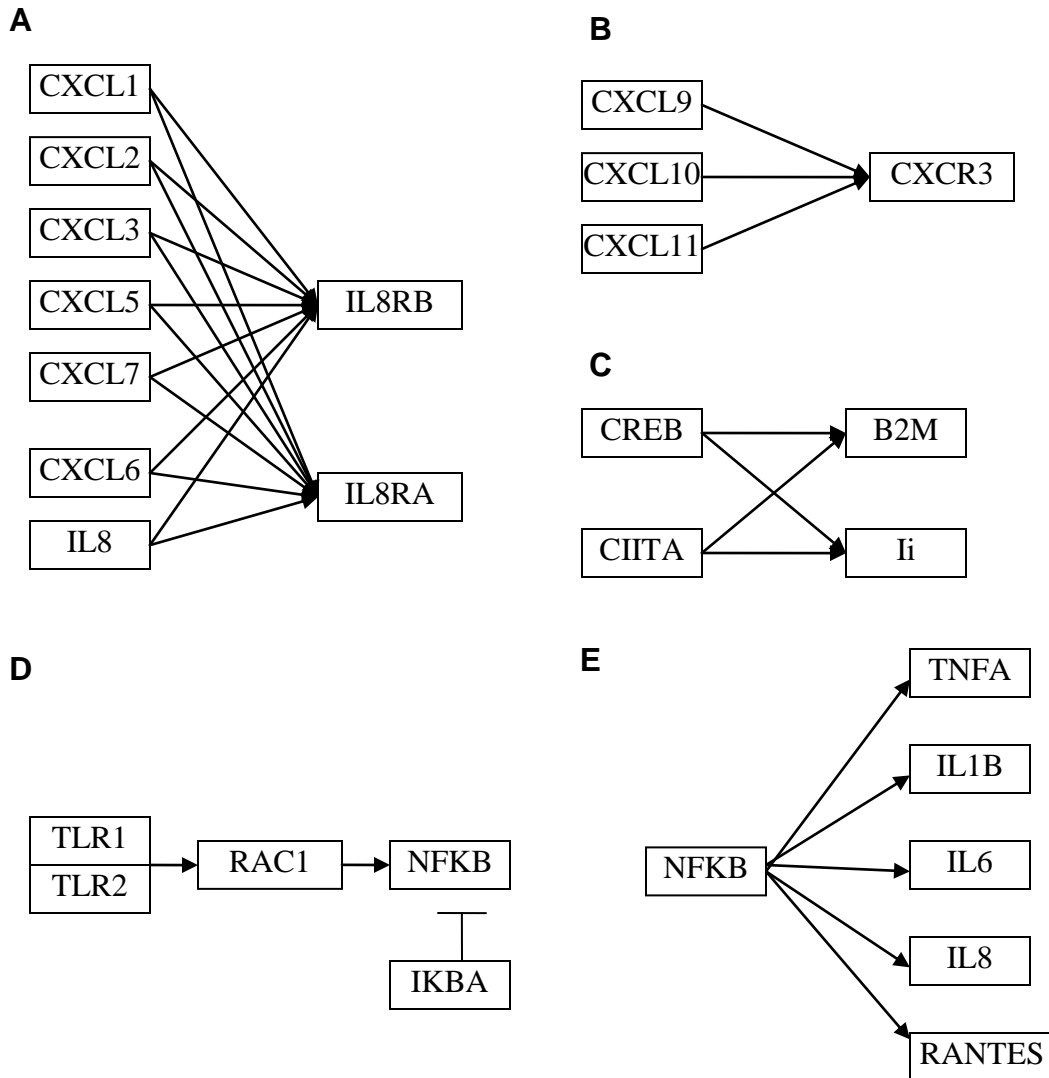 A
CXCL1
CXCL2
CXCL3
CXCL5
CXCL7
CXCL6
IL8
IL8RB
IL8RA
B
CXCL9
CXCL10
CXCL11
CXCR3
C
CREB
CIITA
B2M
Ii
D
TLR1
TLR2
RAC1
NFKB
IKBA
E
NFKB
TNFA
IL1B
IL6
IL8
RANTES